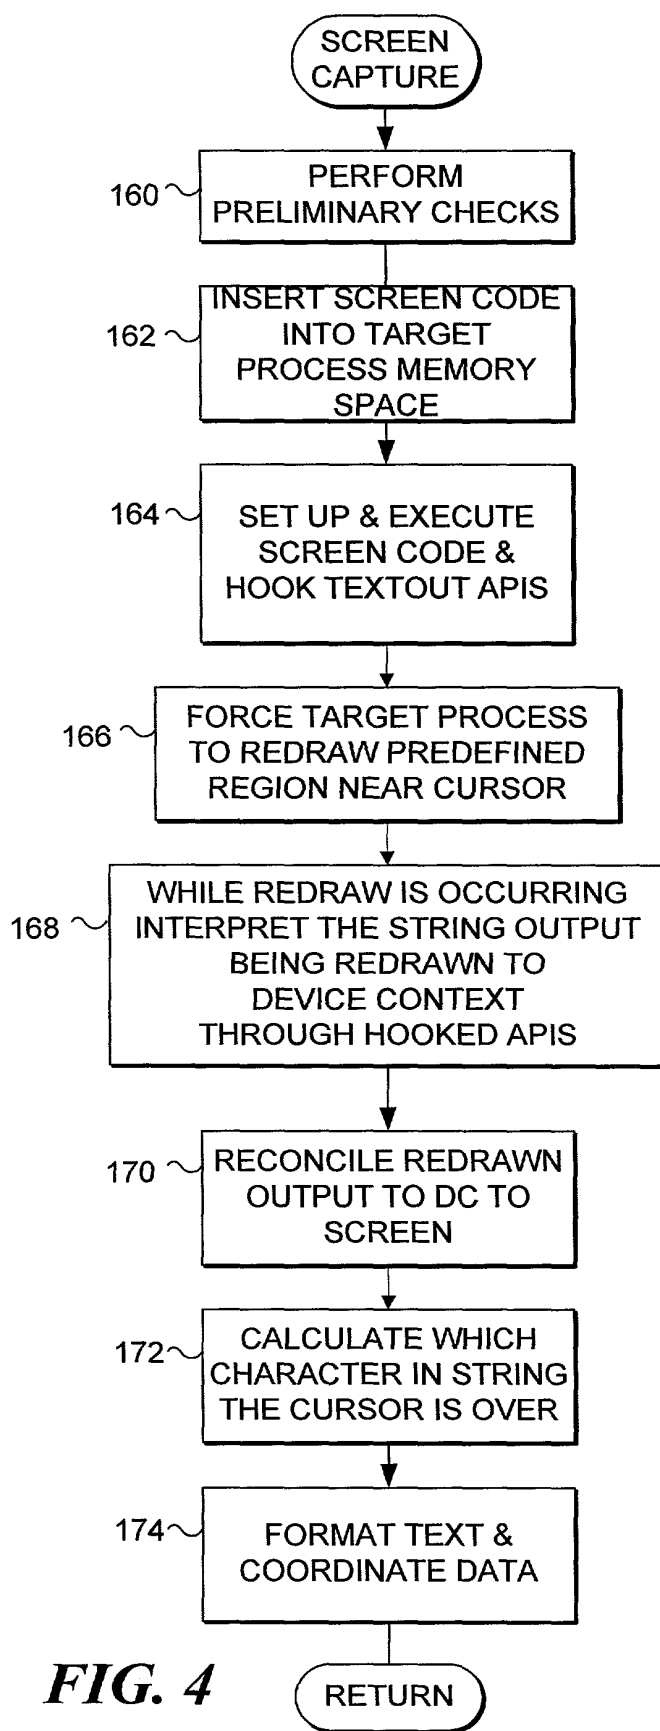 SCREEN
CAPTURE
160
PERFORM
PRELIMINARY CHECKS
162
INSERT SCREEN CODE
INTO TARGET
PROCESS MEMORY
SPACE
164
SET UP & EXECUTE
SCREEN CODE &
HOOK TEXTOUT APIS
166
FORCE TARGET PROCESS
TO REDRAW PREDEFINED
REGION NEAR CURSOR
168
WHILE REDRAW IS OCCURRING
INTERPRET THE STRING OUTPUT
BEING REDRAWN TO
DEVICE CONTEXT
THROUGH HOOKED APIS
170
RECONCILE REDRAWN
OUTPUT TO DC TO
SCREEN
172
CALCULATE WHICH
CHARACTER IN STRING
THE CURSOR IS OVER
174
FORMAT TEXT &
COORDINATE DATA
RETURN
FIG. 4